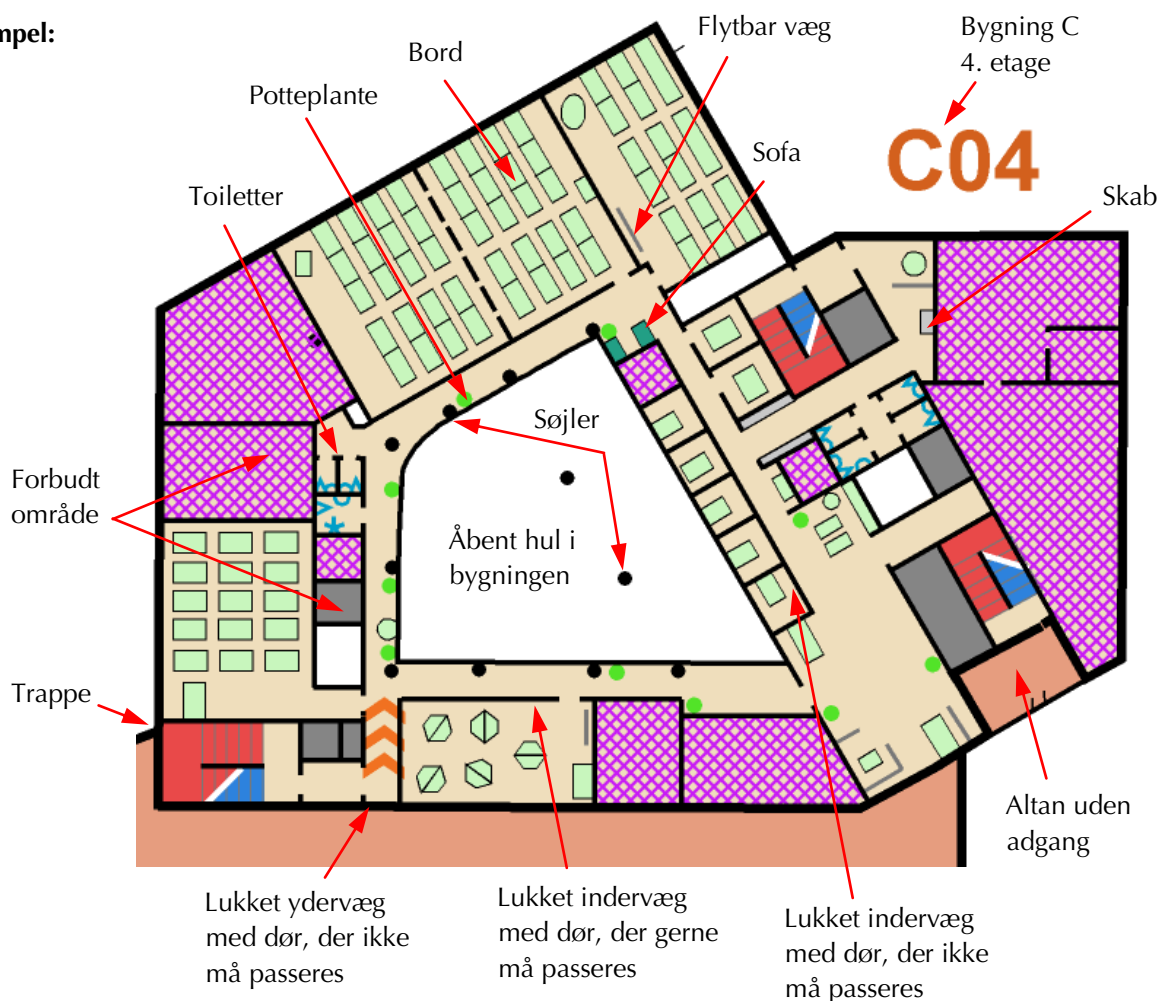 mpel:
Flytbar væg
Bygning C
4. etage
Bord
Potteplante
C04
Sofa
Toiletter
Skab
Søjler
Forbudt
område
Åbent hul i
bygningen
Trappe
Altan uden
adgang
Lukket ydervæg
med dør, der ikke
må passeres
Lukket indervæg
med dør, der gerne
må passeres
Lukket indervæg
med dør, der ikke
må passeres